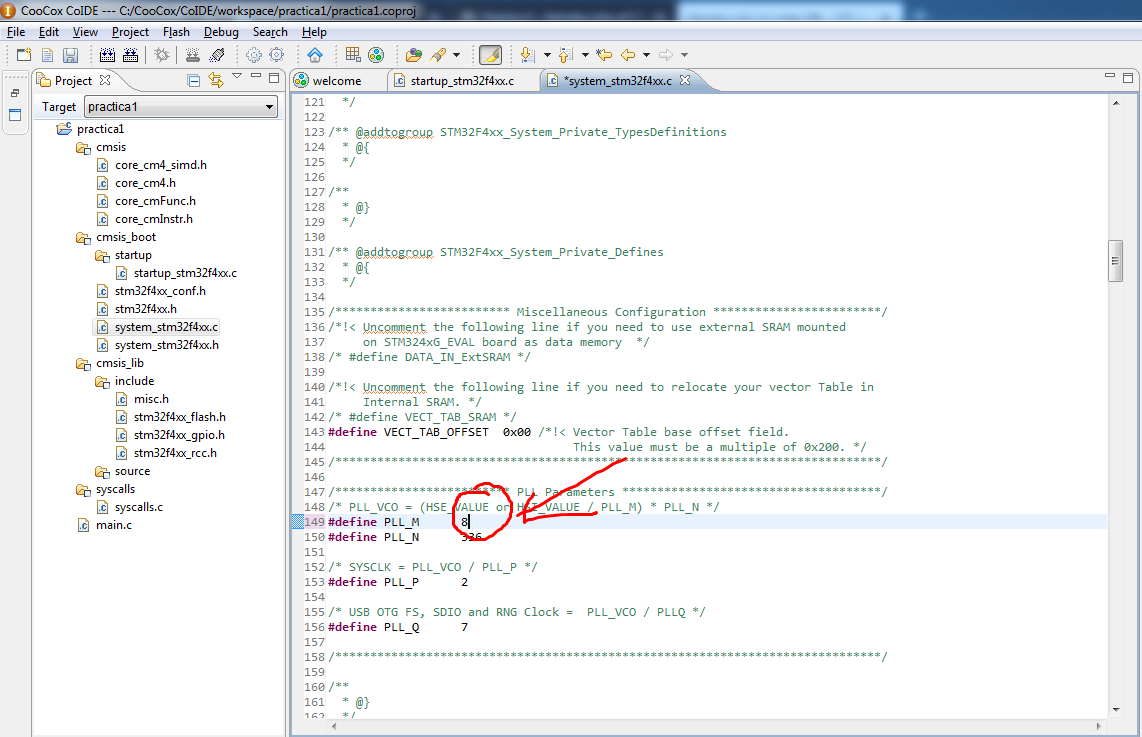 CooCox CoIDE --- C:/CooCox/CoIDE/workspace/practica1/practica1.coproj
File Edit View Project Flash Debug Search Help
Project
welcome
startup_stm32f4xx.c
*system_stm32f4xx.c
Target practica1
practica1
cmsis
core_cm4_simd.h
core_cm4.h
core_cmFunc.h
core_cmInstr.h
cmsis_boot
startup
startup_stm32f4xx.c
stm32f4xx_conf.h
stm32f4xx.h
system_stm32f4xx.c
system_stm32f4xx.h
cmsis_lib
include
misc.h
stm32f4xx_flash.h
stm32f4xx_gpio.h
stm32f4xx_rcc.h
source
syscalls
syscalls.c
main.c
121 */
122
123 /** @addtogroup STM32F4xx_System_Private_TypesDefinitions
124 * @{
125 */
126
127 /**
128 * @}
129 */
130
131 /** @addtogroup STM32F4xx_System_Private_Defines
132 * @{
133 */
134
135 /************************* Miscellaneous Configuration ************************/
136 /*!< Uncomment the following line if you need to use external SRAM mounted
137 on STM324xG_EVAL board as data memory */
138 /* #define DATA_IN_ExtSRAM */
139
140 /*!< Uncomment the following line if you need to relocate your vector Table in
141 Internal SRAM. */
142 /* #define VECT_TAB_SRAM */
143 #define VECT_TAB_OFFSET 0x00 /*!< Vector Table base offset field.
144 This value must be a multiple of 0x200. */
145 /******************************************************************************/
146
147 /************************* PLL Parameters *************************************/
148 /* PLL_VCO = (HSE_VALUE or HSI_VALUE / PLL_M) * PLL_N */
149 #define PLL_M 8
150 #define PLL_N 336
151
152 /* SYSCLK = PLL_VCO / PLL_P */
153 #define PLL_P 2
154
155 /* USB OTG FS, SDIO and RNG Clock = PLL_VCO / PLLQ */
156 #define PLL_Q 7
157
158 /******************************************************************************/
159
160 /**
161 * @}
162 */